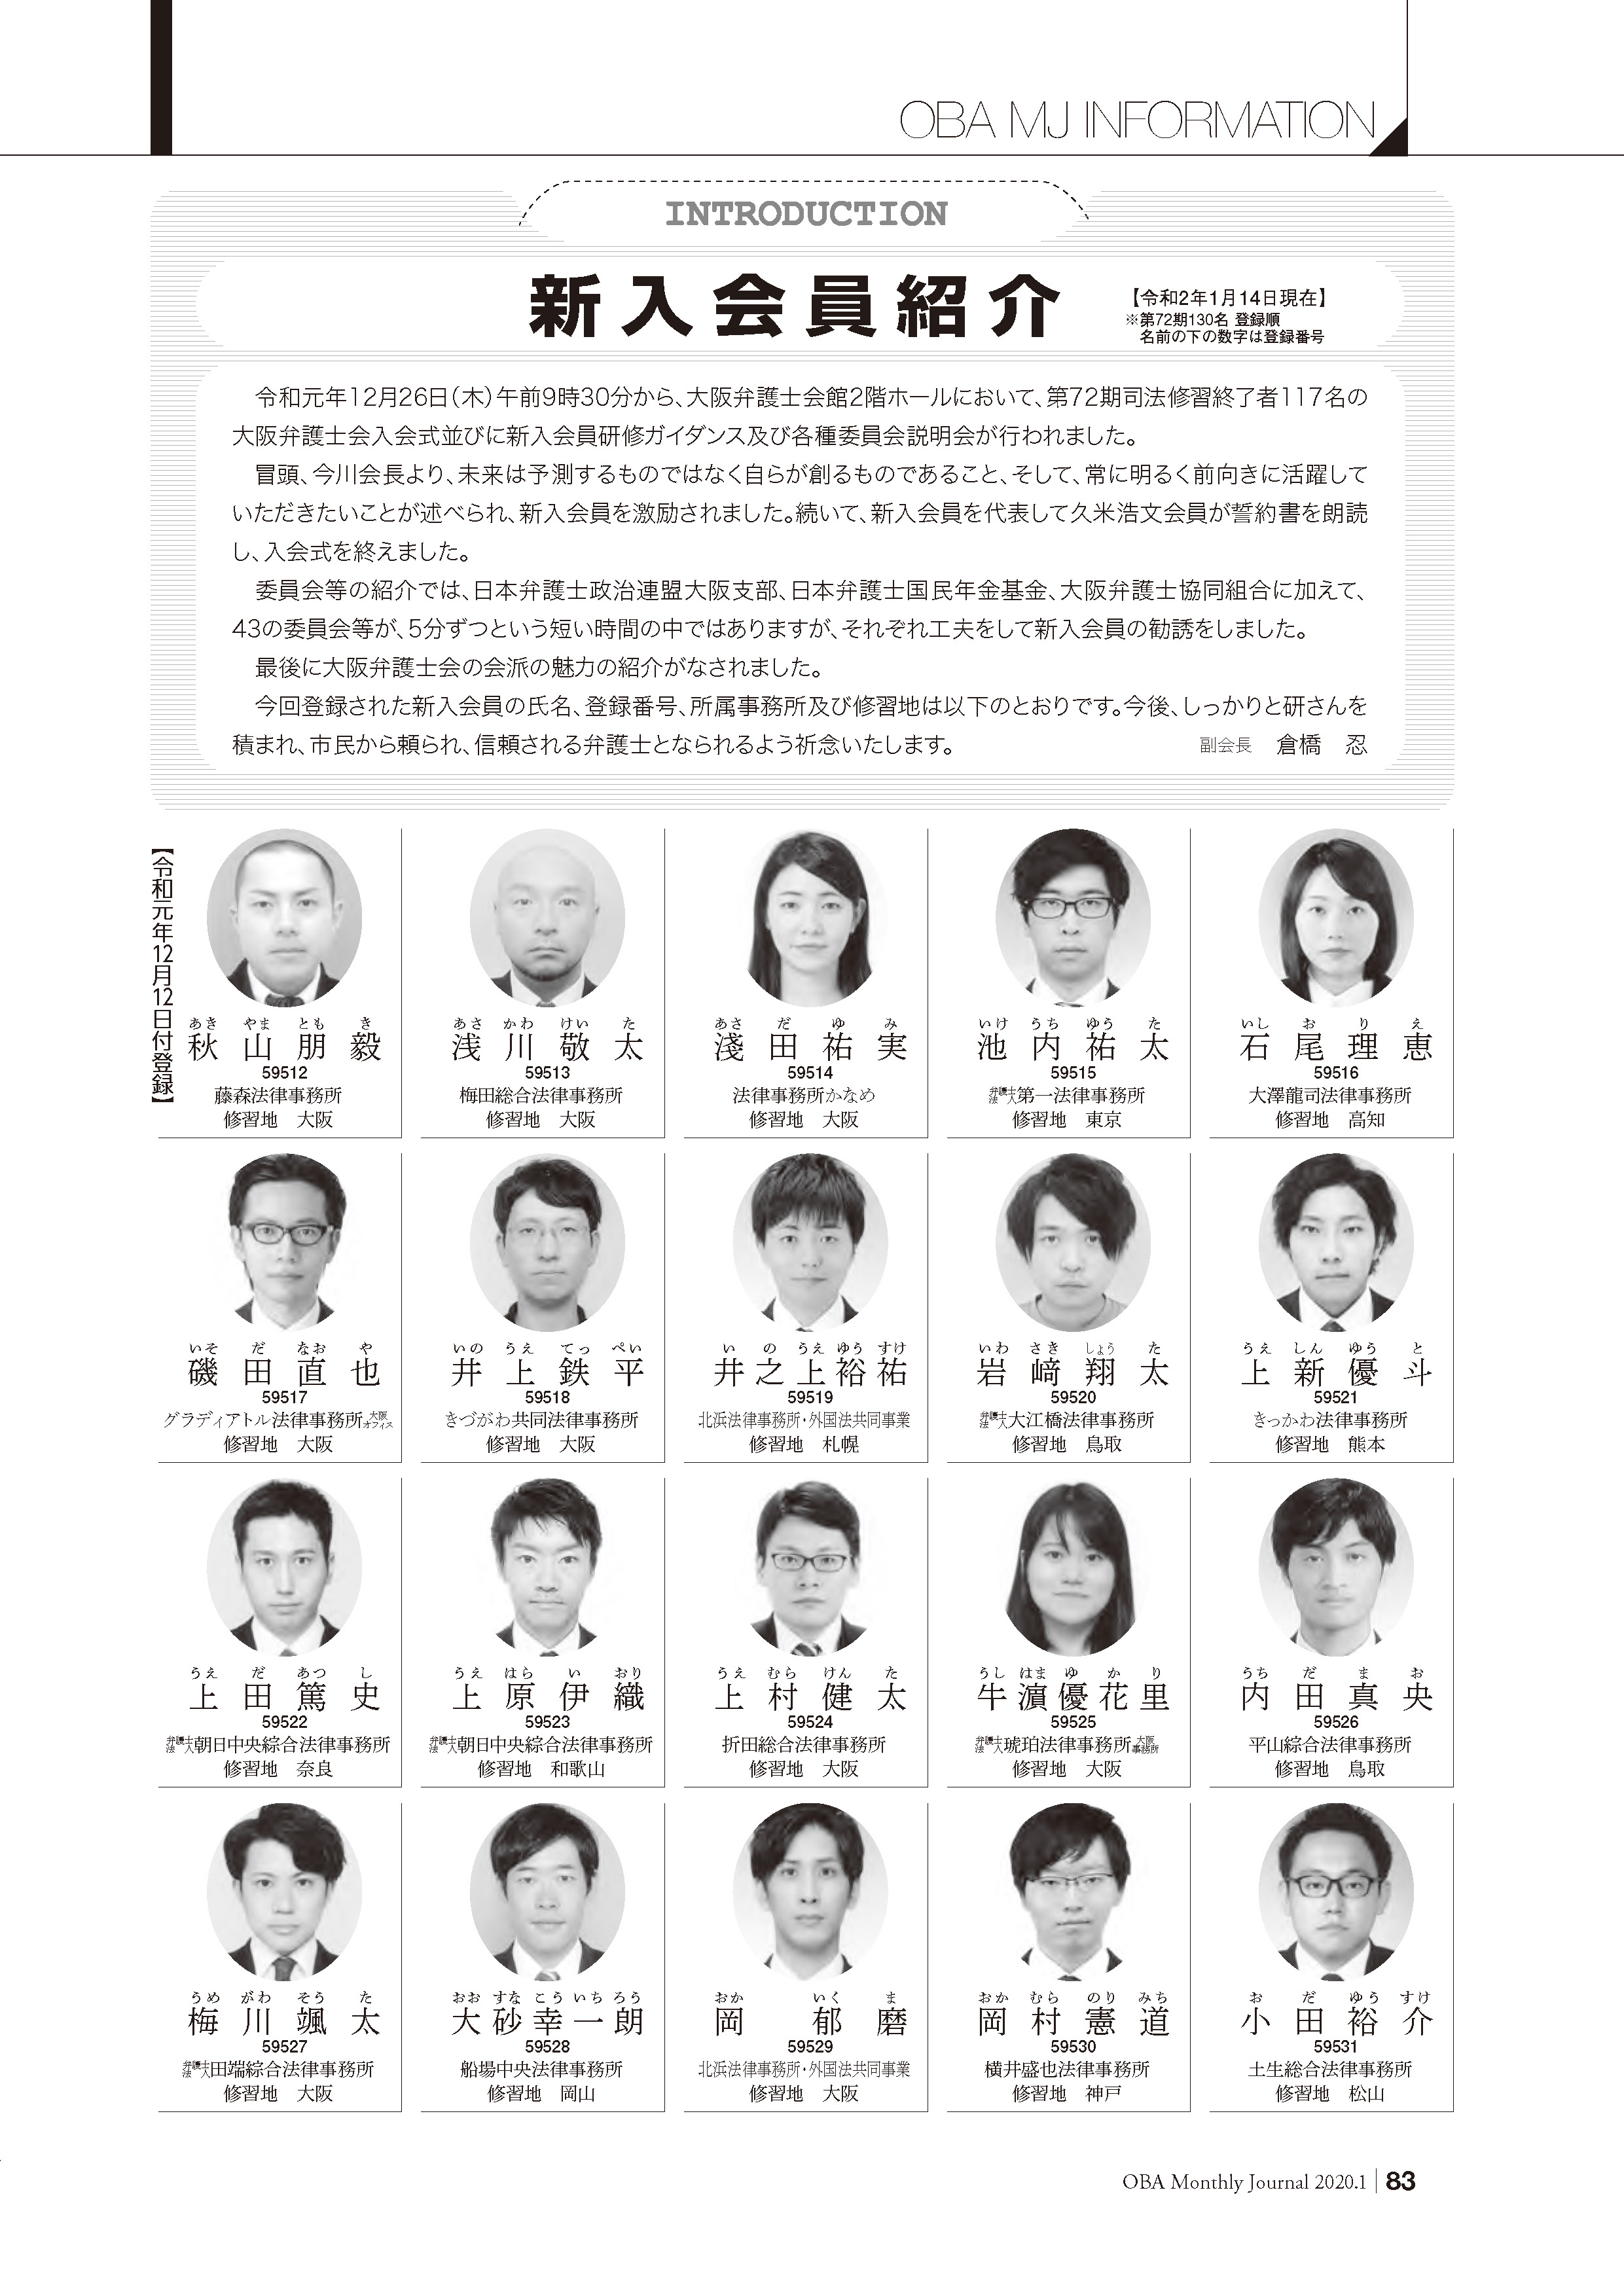 OBA MJ INFORMATION
INTRODUCTION
新入会員紹介
【令和2年1月14日現在】
※第72期130名 登録順
名前の下の数字は登録番号
令和元年12月26日(木)午前9時30分から、大阪弁護士会館2階ホールにおいて、第72期司法修習終了者117名の
大阪弁護士会入会式並びに新入会員研修ガイダンス及び各種委員会説明会が行われました。
冒頭、今川会長より、未来は予測するものではなく自らが創るものであること、そして、常に明るく前向きに活躍して
いただきたいことが述べられ、新入会員を激励されました。続いて、新入会員を代表して久米浩文会員が誓約書を朗読
し、入会式を終えました。
委員会等の紹介では、日本弁護士政治連盟大阪支部、日本弁護士国民年金基金、大阪弁護士協同組合に加えて、
43の委員会等が、5分ずつという短い時間の中ではありますが、それぞれ工夫をして新入会員の勧誘をしました。
最後に大阪弁護士会の会派の魅力の紹介がなされました。
今回登録された新入会員の氏名、登録番号、所属事務所及び修習地は以下のとおりです。今後、しっかりと研さんを
積まれ、市民から頼られ、信頼される弁護士となられるよう祈念いたします。
副会長 倉橋 忍
【令和元年12月12日付登録】
あき やま とも き
秋山朋毅
59512
藤森法律事務所
修習地 大阪
あさ かわ けい た
浅川敬太
59513
梅田総合法律事務所
修習地 大阪
あさ だ ゆ み
淺田祐実
59514
法律事務所かなめ
修習地 大阪
いけ うち ゆう た
池内祐太
59515
弁護士法人第一法律事務所
修習地 東京
いし お り え
石尾理恵
59516
大澤龍司法律事務所
修習地 高知
いそ だ なお や
磯田直也
59517
グラディアトル法律事務所大阪オフィス
修習地 大阪
いの うえ てっ ぺい
井上鉄平
59518
きづがわ共同法律事務所
修習地 大阪
い の うえ ゆう すけ
井之上裕祐
59519
北浜法律事務所・外国法共同事業
修習地 札幌
いわ さき しょう た
岩﨑翔太
59520
弁護士法人大江橋法律事務所
修習地 鳥取
うえ しん ゆう と
上新優斗
59521
きっかわ法律事務所
修習地 熊本
うえ だ あつ し
上田篤史
59522
弁護士法人朝日中央綜合法律事務所
修習地 奈良
うえ はら い おり
上原伊織
59523
弁護士法人朝日中央綜合法律事務所
修習地 和歌山
うえ むら けん た
上村健太
59524
折田総合法律事務所
修習地 大阪
うし はま ゆ か り
牛濵優花里
59525
弁護士法人琥珀法律事務所大阪事務所
修習地 大阪
うち だ ま お
内田真央
59526
平山綜合法律事務所
修習地 鳥取
うめ がわ そう た
梅川颯太
59527
弁護士法人田端綜合法律事務所
修習地 大阪
おお すな こう いち ろう
大砂幸一朗
59528
船場中央法律事務所
修習地 岡山
おか いく ま
岡郁磨
59529
北浜法律事務所・外国法共同事業
修習地 大阪
おか むら のり みち
岡村憲道
59530
横井盛也法律事務所
修習地 神戸
お だ ゆう すけ
小田裕介
59531
土生総合法律事務所
修習地 松山
OBA Monthly Journal 2020.1 83